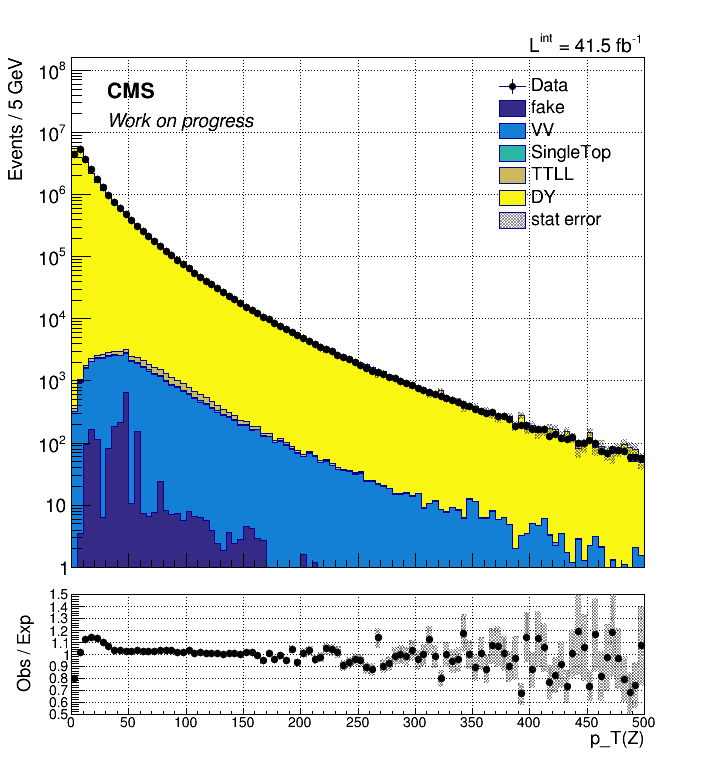 L^int = 41.5 fb^-1
Events / 5 GeV
10^8
10^7
10^6
10^5
10^4
10^3
10^2
10
1
CMS
Work on progress
Data
fake
VV
SingleTop
TTLL
DY
stat error
Obs / Exp
1.5
1.4
1.3
1.2
1.1
1
0.9
0.8
0.7
0.6
0.5
0 50 100 150 200 250 300 350 400 450 500
p_T(Z)